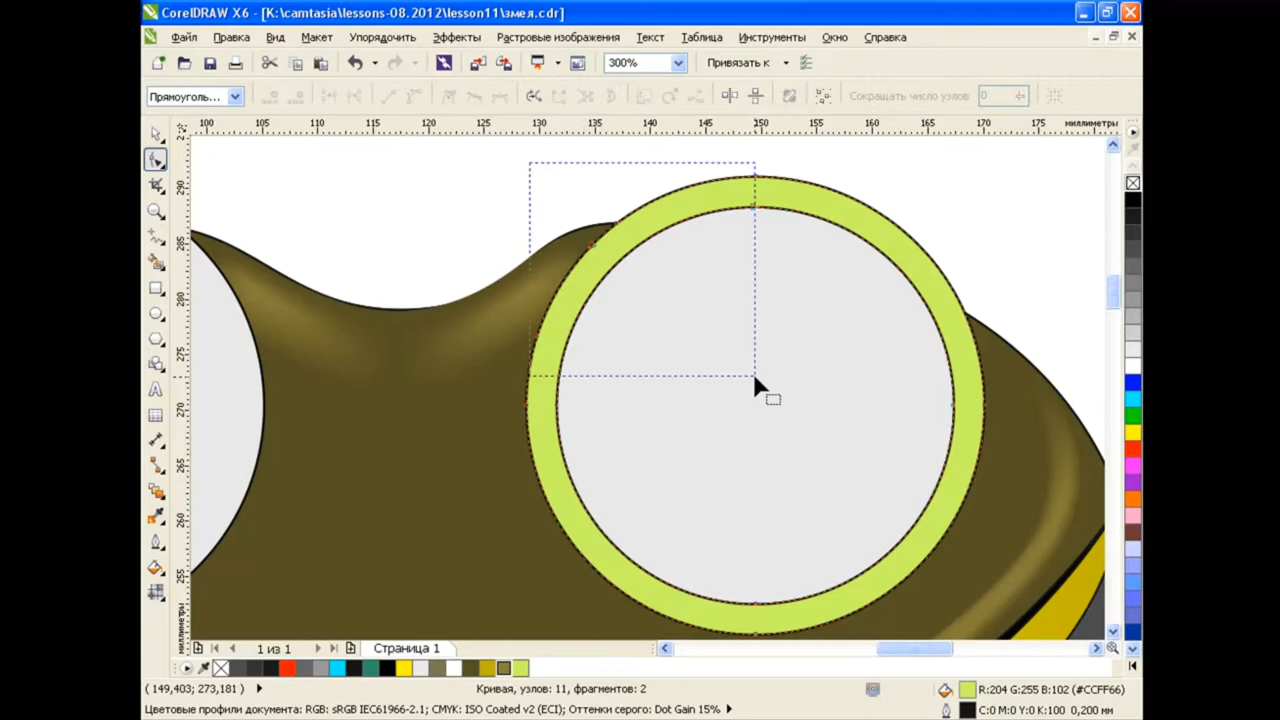 CorelDRAW X6 - [K:\camtasia\lessons-08.2012\lesson11\змея.cdr]
Файл Правка Вид Макет Упорядочить Эффекты Растровые изображения Текст Таблица Инструменты Окно Справка
300% Привязать к
Прямоуголь... Сокращать число узлов 0
100 105 110 115 120 125 130 135 140 145 150 155 160 165 170 175 миллиметры
290
285
280
275
270
265
260
255
миллиметры
1 из 1 Страница 1
( 149,403; 273,181 ) Кривая, узлов: 11, фрагментов: 2 R:204 G:255 B:102 (#CCFF66)
Цветовые профили документа: RGB: sRGB IEC61966-2.1; CMYK: ISO Coated v2 (ECI); Оттенки серого: Dot Gain 15% C:0 M:0 Y:0 K:100 0,200 мм